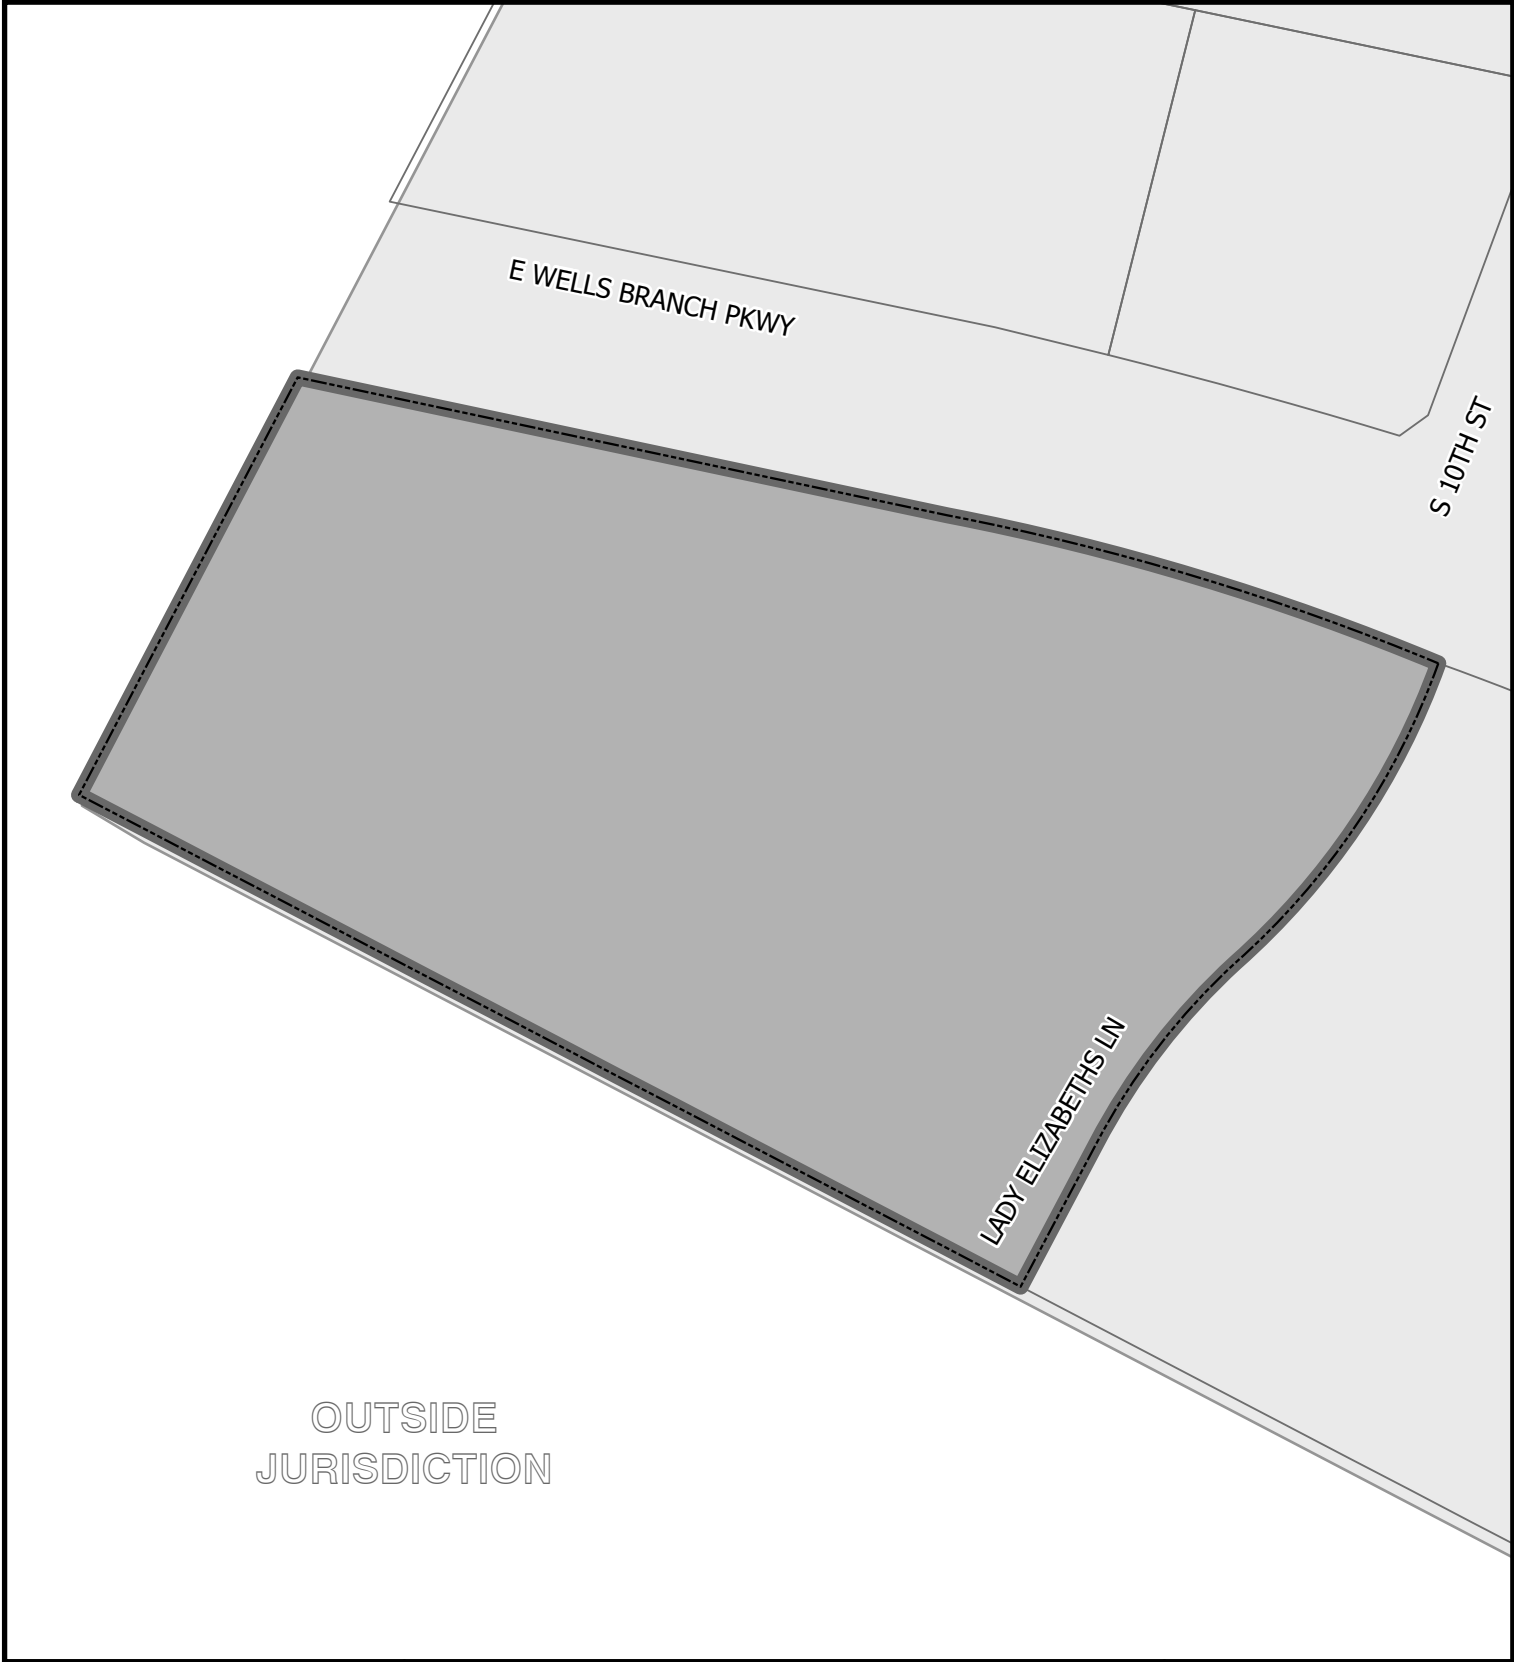 E WELLS BRANCH PKWY
S 10TH ST
LADY ELIZABETHS LN
OUTSIDE
JURISDICTION